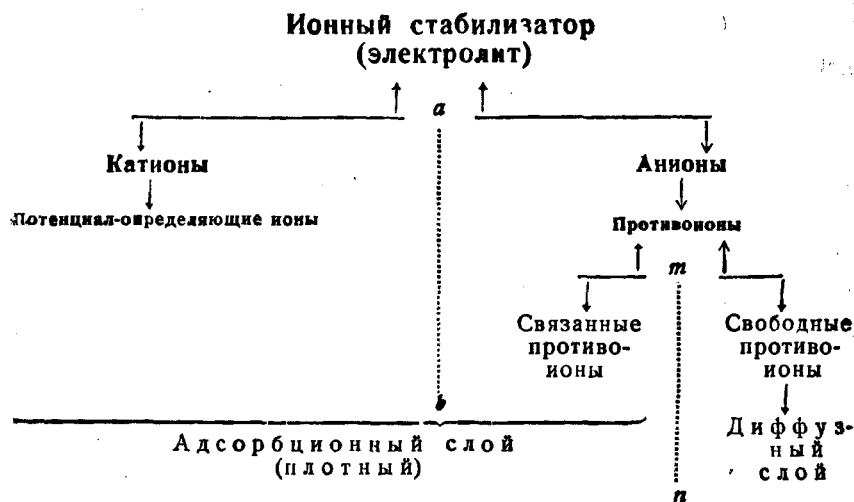 Ионный стабилизатор
(электролит)
a
Катионы
Анионы
Потенциал-определяющие ионы
Противоионы
m
Связанные
противо-
ионы
Свободные
противо-
ионы
b
Адсорбционный слой
(плотный)
Диффуз-
ный
слой
n